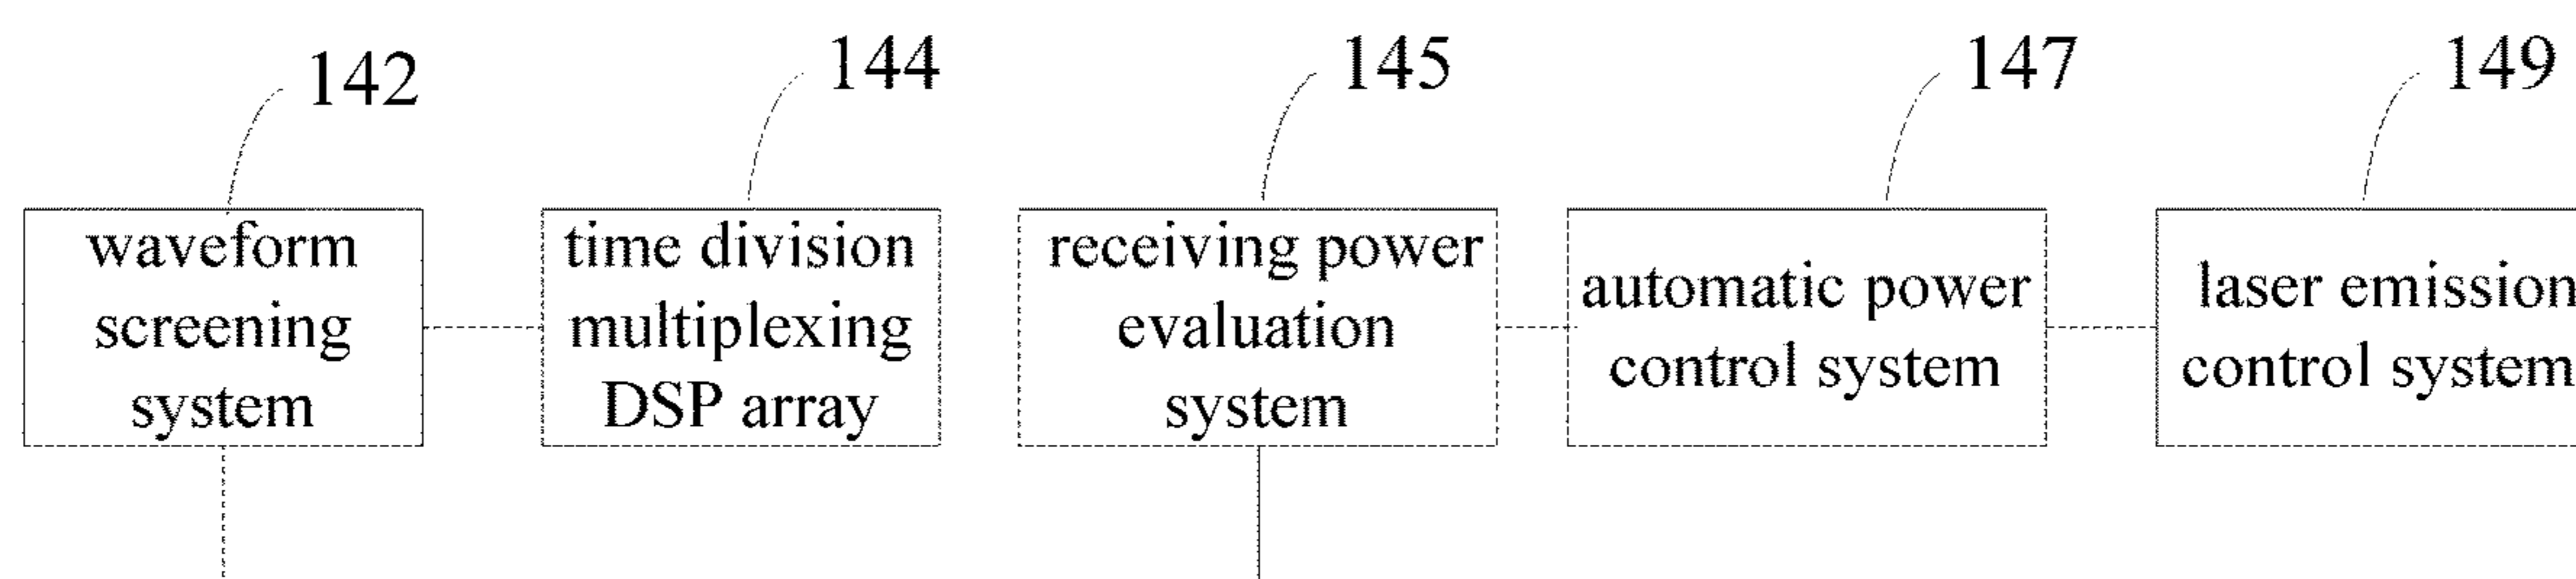 142
144
145
147
149
waveform
screening
system
time division
multiplexing
DSP array
receiving power
evaluation
system
automatic power
control system
laser emission
control system